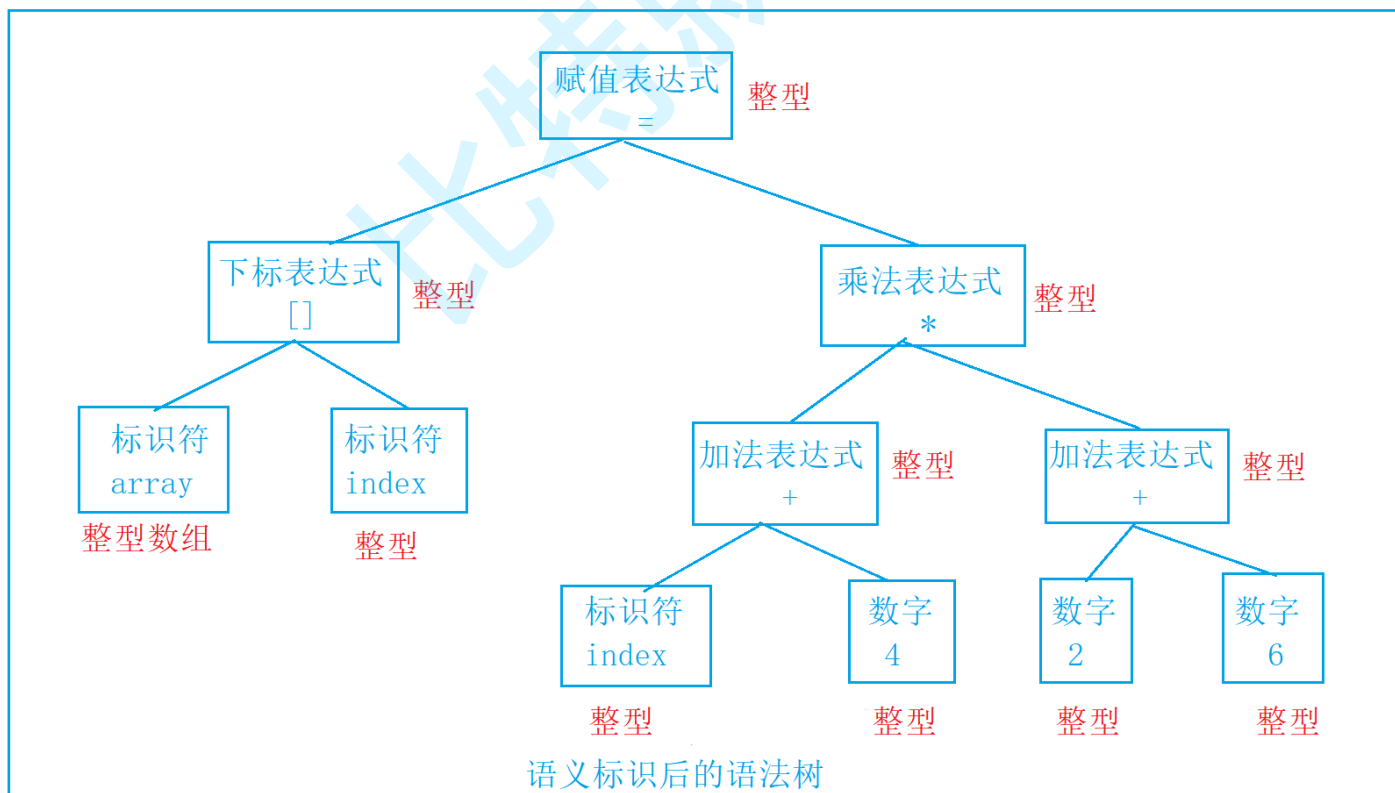 赋值表达式
=
整型
下标表达式
[]
整型
乘法表达式
*
整型
标识符
array
整型数组
标识符
index
整型
加法表达式
+
整型
加法表达式
+
整型
标识符
index
整型
数字
4
整型
数字
2
整型
数字
6
整型
语义标识后的语法树
比特